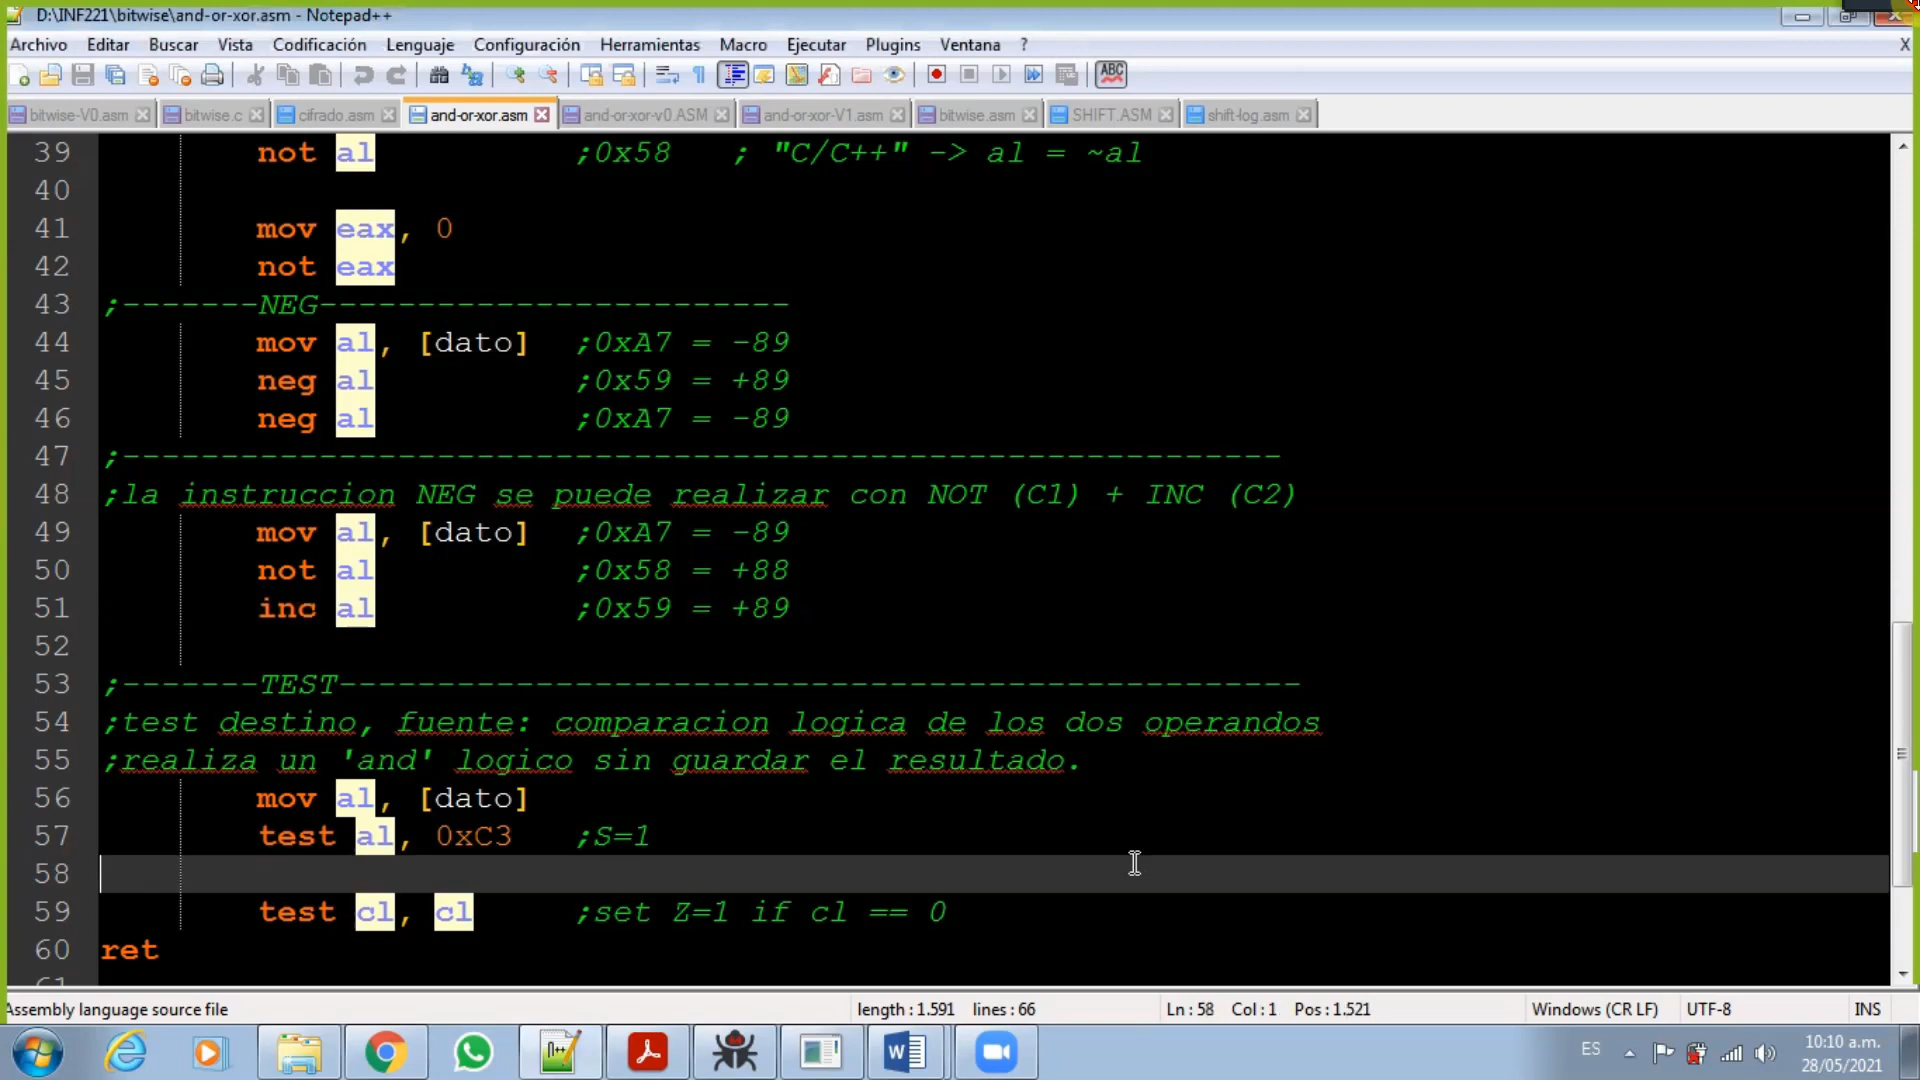 D:\INF221\bitwise\and-or-xor.asm - Notepad++
Archivo Editar Buscar Vista Codificación Lenguaje Configuración Herramientas Macro Ejecutar Plugins Ventana ? X
ABC
bitwise-V0.asm bitwise.c cifrado.asm and-or-xor.asm and-or-xor-v0.ASM and-or-xor-V1.asm bitwise.asm SHIFT.ASM shift-log.asm
39 not al ;0x58 ; "C/C++" -> al = ~al
40
41 mov eax, 0
42 not eax
43 ;-------NEG------------------------
44 mov al, [dato] ;0xA7 = -89
45 neg al ;0x59 = +89
46 neg al ;0xA7 = -89
47 ;-----------------------------------------------------------
48 ;la instruccion NEG se puede realizar con NOT (C1) + INC (C2)
49 mov al, [dato] ;0xA7 = -89
50 not al ;0x58 = +88
51 inc al ;0x59 = +89
52
53 ;-------TEST-------------------------------------------------
54 ;test destino, fuente: comparacion logica de los dos operandos
55 ;realiza un 'and' logico sin guardar el resultado.
56 mov al, [dato]
57 test al, 0xC3 ;S=1
58
59 test cl, cl ;set Z=1 if cl == 0
60 ret
Assembly language source file length : 1.591 lines : 66 Ln : 58 Col : 1 Pos : 1.521 Windows (CR LF) UTF-8 INS
ES 10:10 a.m.
28/05/2021